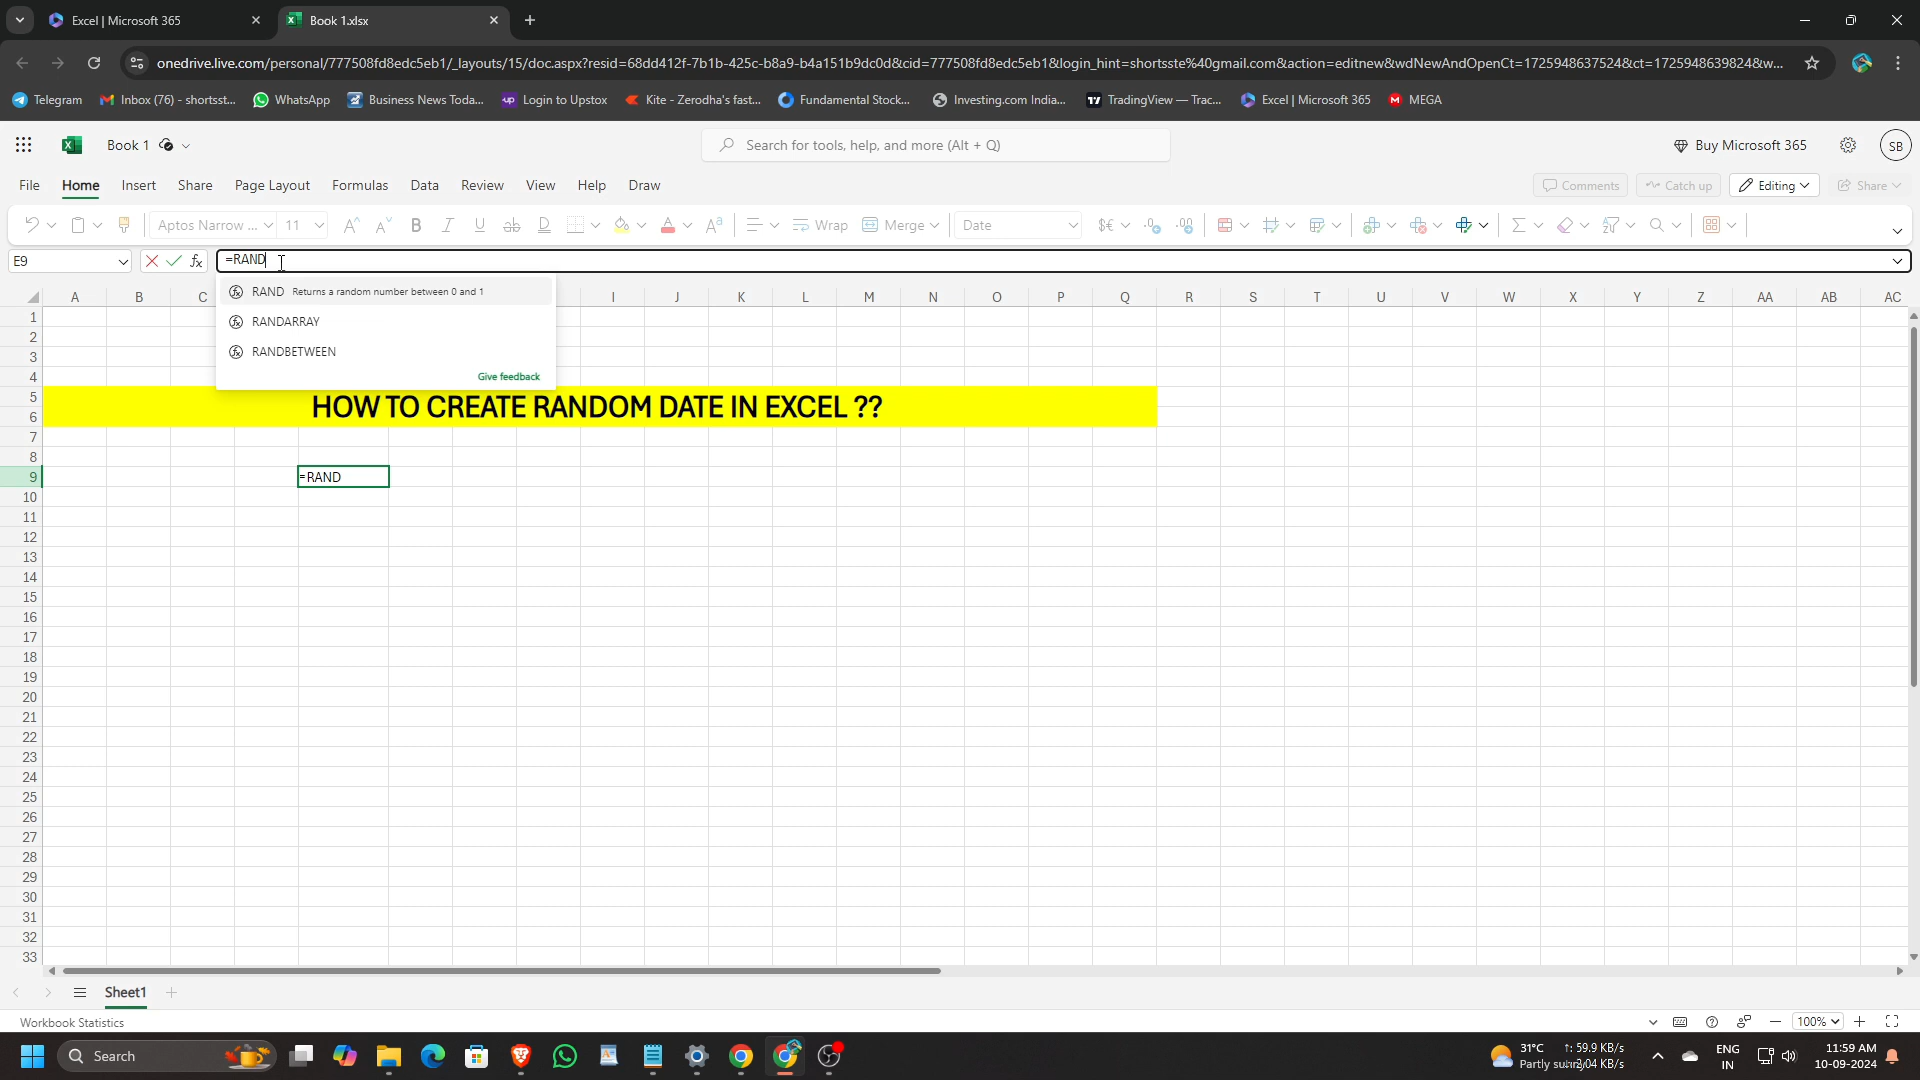 Excel | Microsoft 365
Book 1.xlsx
onedrive.live.com/personal/777508fd8edc5eb1/_layouts/15/doc.aspx?resid=68dd412f-7b1b-425c-b8a9-b4a151b9dc0d&cid=777508fd8edc5eb1&login_hint=shortsste%40gmail.com&action=editnew&wdNewAndOpenCt=1725948637524&ct=1725948639824&w...
Telegram Inbox (76) - shortsst... WhatsApp Business News Toda... Login to Upstox Kite - Zerodha's fast... Fundamental Stock... Investing.com India... TradingView — Trac... Excel | Microsoft 365 MEGA
Book 1
Search for tools, help, and more (Alt + Q)
Buy Microsoft 365
SB
File Home Insert Share Page Layout Formulas Data Review View Help Draw
Comments Catch up Editing Share
Aptos Narrow ... 11 Wrap Merge Date
E9 =RAND
RAND Returns a random number between 0 and 1
RANDARRAY
RANDBETWEEN
Give feedback
A B C I J K L M N O P Q R S T U V W X Y Z AA AB AC
1
2
3
4
5
HOW TO CREATE RANDOM DATE IN EXCEL ??
6
7
8
9 =RAND
10
11
12
13
14
15
16
17
18
19
20
21
22
23
24
25
26
27
28
29
30
31
32
33
Sheet1
Workbook Statistics
100%
Search
31°C
Partly sunny
↑: 59.9 KB/s
2.04 KB/s
ENG
IN
11:59 AM
10-09-2024